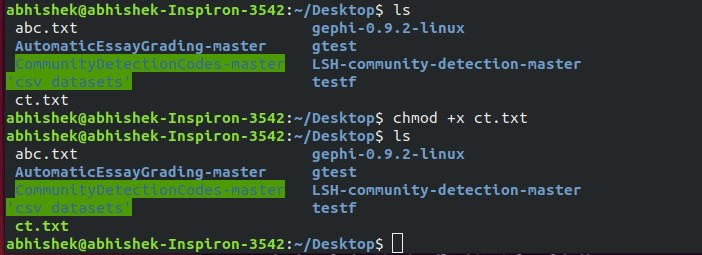 abhishek@abhishek-Inspiron-3542:~/Desktop$ ls
abc.txt gephi-0.9.2-linux
AutomaticEssayGrading-master gtest
CommunityDetectionCodes-master LSH-community-detection-master
'csv datasets' testf
ct.txt
abhishek@abhishek-Inspiron-3542:~/Desktop$ chmod +x ct.txt
abhishek@abhishek-Inspiron-3542:~/Desktop$ ls
abc.txt gephi-0.9.2-linux
AutomaticEssayGrading-master gtest
CommunityDetectionCodes-master LSH-community-detection-master
'csv datasets' testf
ct.txt
abhishek@abhishek-Inspiron-3542:~/Desktop$